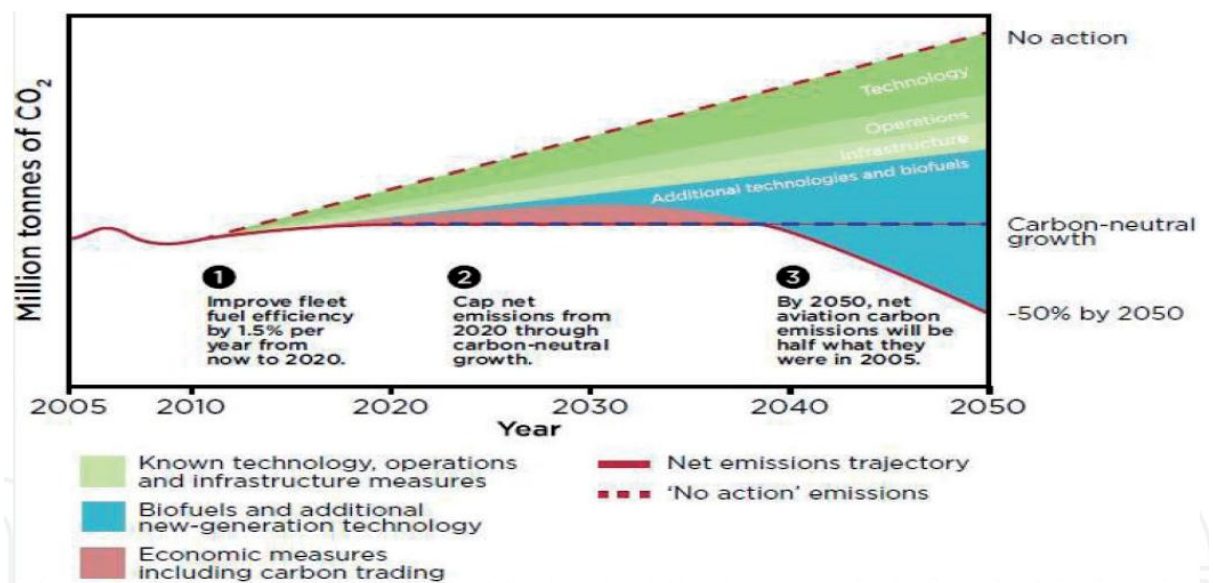 Million tonnes of CO₂
No action
Technology
Operations
Infrastructure
Additional technologies and biofuels
Carbon-neutral
growth
-50% by 2050
1
Improve fleet
fuel efficiency
by 1.5% per
year from
now to 2020.
2
Cap net
emissions from
2020 through
carbon-neutral
growth.
3
By 2050, net
aviation carbon
emissions will be
half what they
were in 2005.
2005 2010 2020 2030 2040 2050
Year
Known technology, operations
and infrastructure measures
Biofuels and additional
new-generation technology
Economic measures
including carbon trading
Net emissions trajectory
‘No action’ emissions